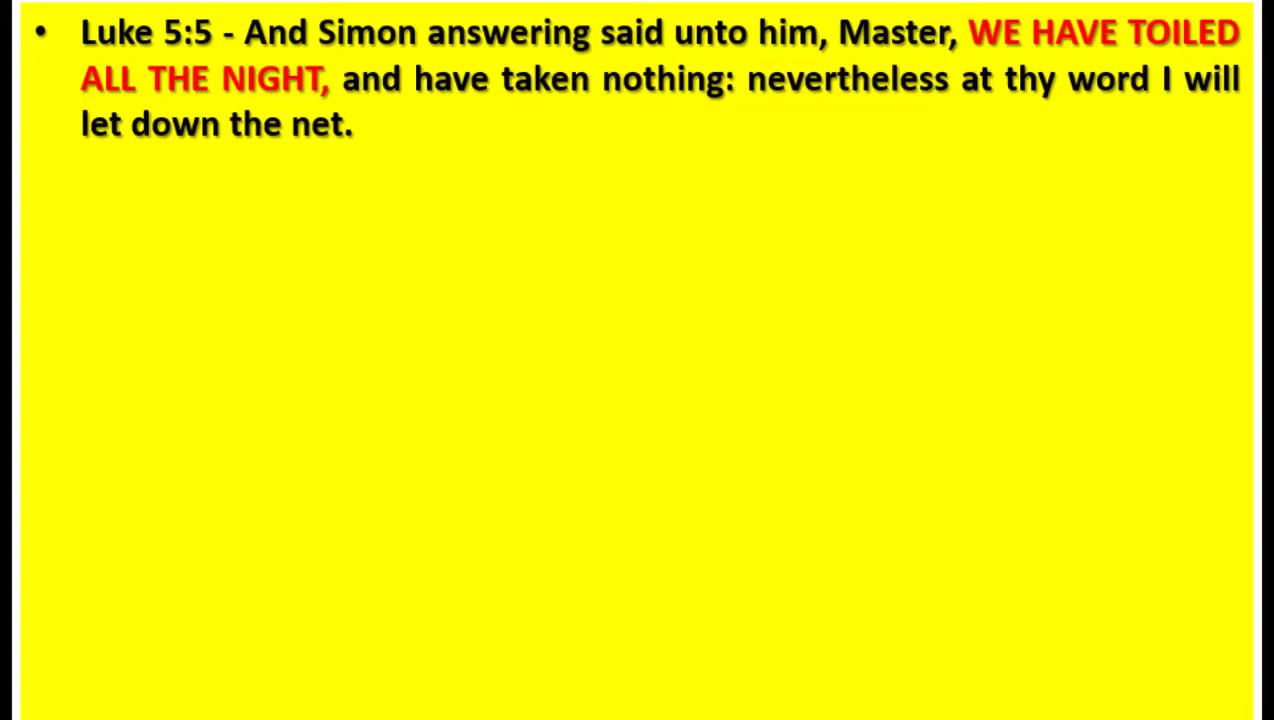 • Luke 5:5 - And Simon answering said unto him, Master, WE HAVE TOILED
ALL THE NIGHT, and have taken nothing: nevertheless at thy word I will
let down the net.